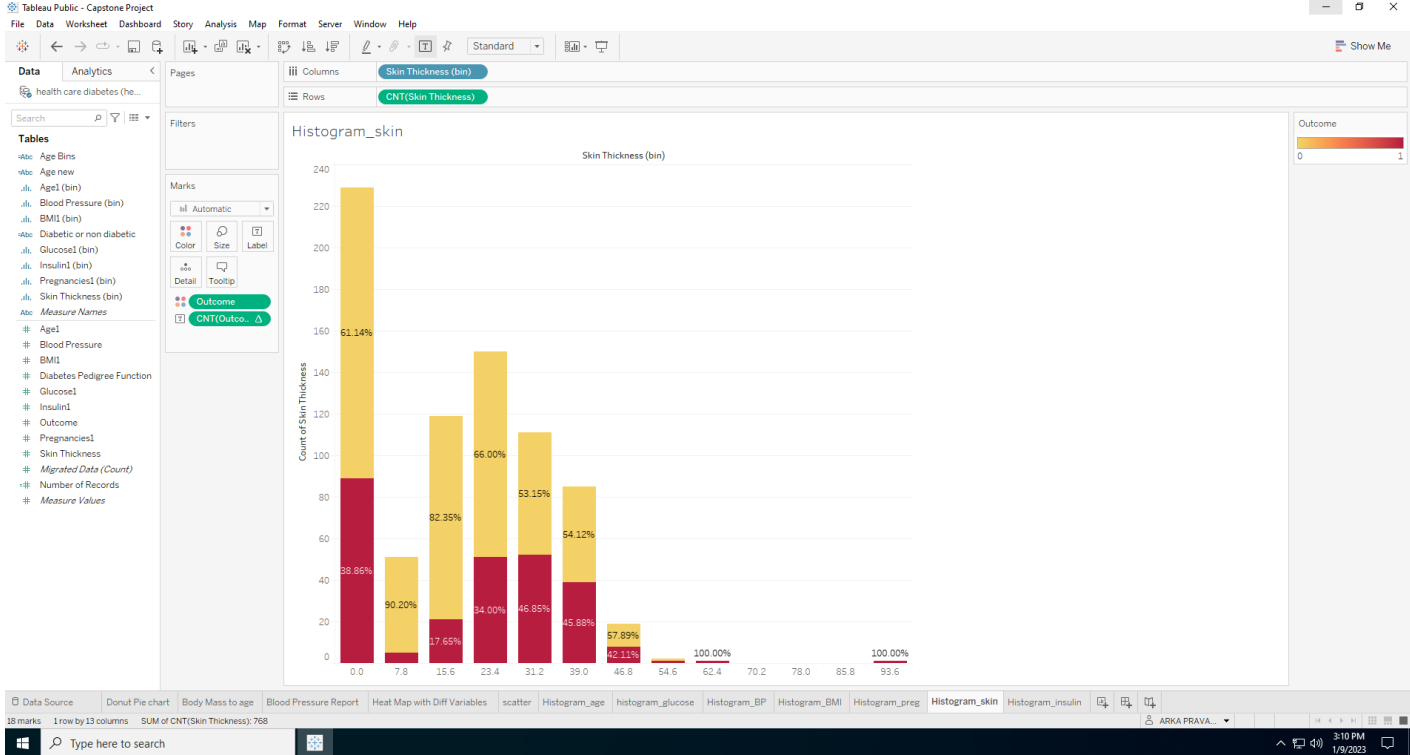 Tableau Public - Capstone Project
File Data Worksheet Dashboard Story Analysis Map Format Server Window Help
Standard
Show Me
Data Analytics
health care diabetes (he...
Search
Tables
Abc Age Bins
Abc Age new
Age1 (bin)
Blood Pressure (bin)
BMI1 (bin)
Abc Diabetic or non diabetic
Glucose1 (bin)
Insulin1 (bin)
Pregnancies1 (bin)
Skin Thickness (bin)
Abc Measure Names
# Age1
# Blood Pressure
# BMI1
# Diabetes Pedigree Function
# Glucose1
# Insulin1
# Outcome
# Pregnancies1
# Skin Thickness
# Migrated Data (Count)
# Number of Records
# Measure Values
Pages
Filters
Marks
Automatic
Color Size Label
Detail Tooltip
Outcome
CNT(Outco.. Δ
Columns Skin Thickness (bin)
Rows CNT(Skin Thickness)
Histogram_skin
Skin Thickness (bin)
Count of Skin Thickness
240
220
200
180
160
140
120
100
80
60
40
20
0
61.14%
38.86%
90.20%
82.35%
17.65%
66.00%
34.00%
53.15%
46.85%
54.12%
45.88%
57.89%
42.11%
100.00%
100.00%
0.0 7.8 15.6 23.4 31.2 39.0 46.8 54.6 62.4 70.2 78.0 85.8 93.6
Outcome
0 1
Data Source Donut Pie chart Body Mass to age Blood Pressure Report Heat Map with Diff Variables scatter Histogram_age histogram_glucose Histogram_BP Histogram_BMI Histogram_preg Histogram_skin Histogram_insulin
18 marks 1 row by 13 columns SUM of CNT(Skin Thickness): 768
ARKA PRAVA...
Type here to search
3:10 PM
1/9/2023